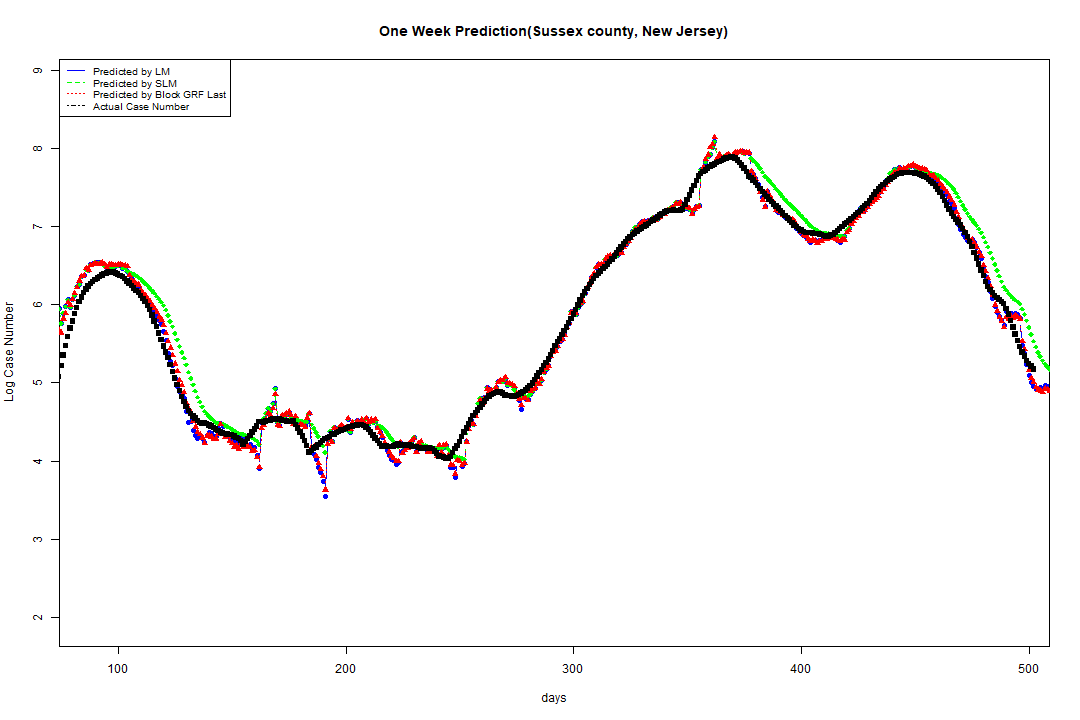 One Week Prediction(Sussex county, New Jersey)
Predicted by LM
Predicted by SLM
Predicted by Block GRF Last
Actual Case Number
Log Case Number
9
8
7
6
5
4
3
2
100 200 300 400 500
days